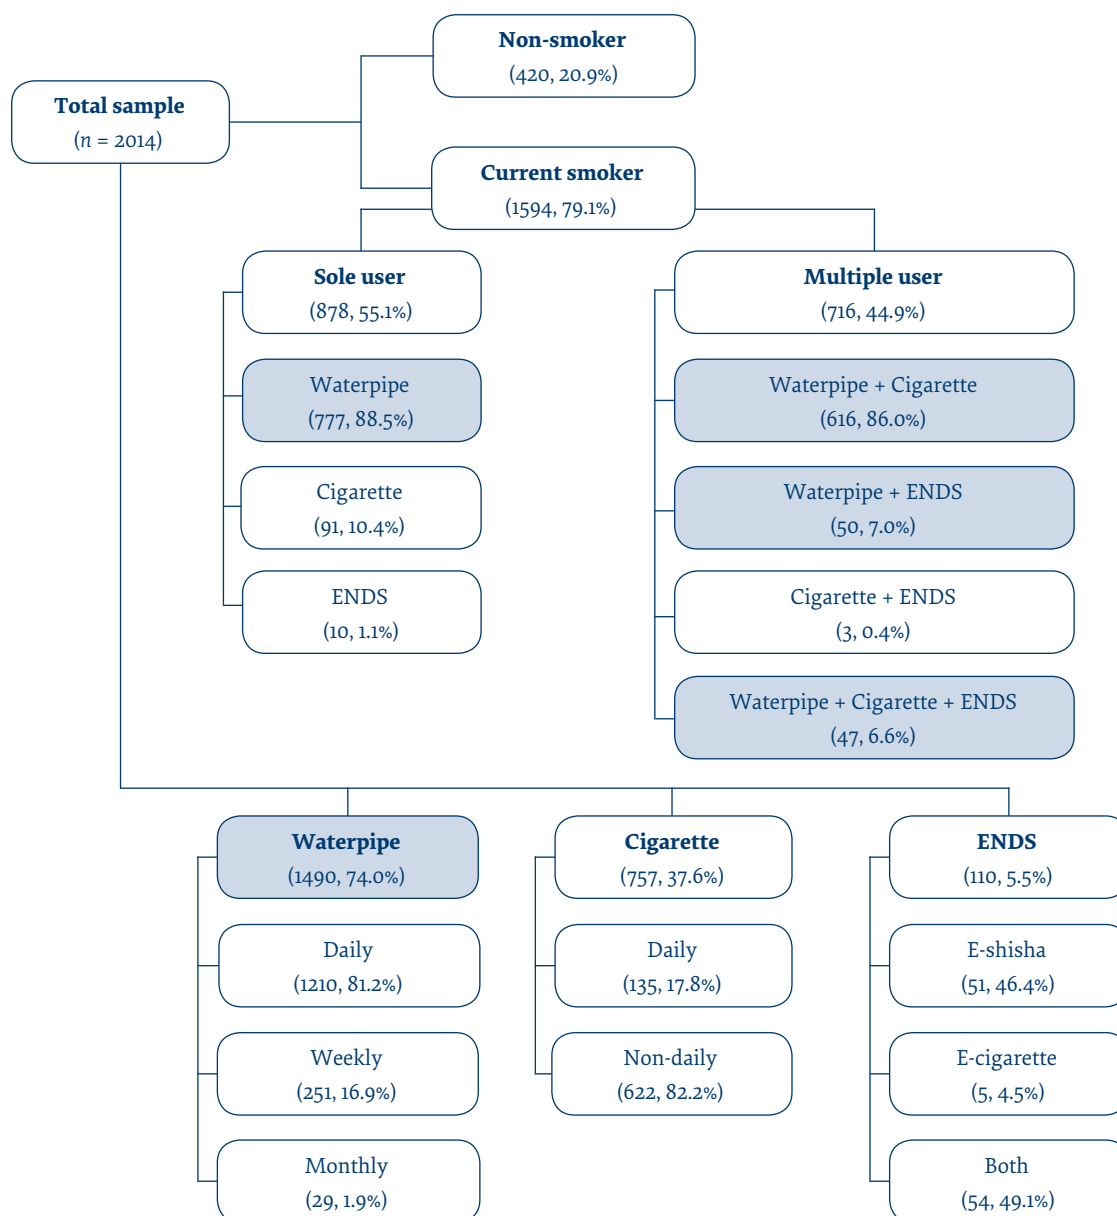 Non-smoker
(420, 20.9%)
Total sample
(n = 2014)
Current smoker
(1594, 79.1%)
Sole user
(878, 55.1%)
Multiple user
(716, 44.9%)
Waterpipe
(777, 88.5%)
Waterpipe + Cigarette
(616, 86.0%)
Cigarette
(91, 10.4%)
Waterpipe + ENDS
(50, 7.0%)
ENDS
(10, 1.1%)
Cigarette + ENDS
(3, 0.4%)
Waterpipe + Cigarette + ENDS
(47, 6.6%)
Waterpipe
(1490, 74.0%)
Cigarette
(757, 37.6%)
ENDS
(110, 5.5%)
Daily
(1210, 81.2%)
Daily
(135, 17.8%)
E-shisha
(51, 46.4%)
Weekly
(251, 16.9%)
Non-daily
(622, 82.2%)
E-cigarette
(5, 4.5%)
Monthly
(29, 1.9%)
Both
(54, 49.1%)